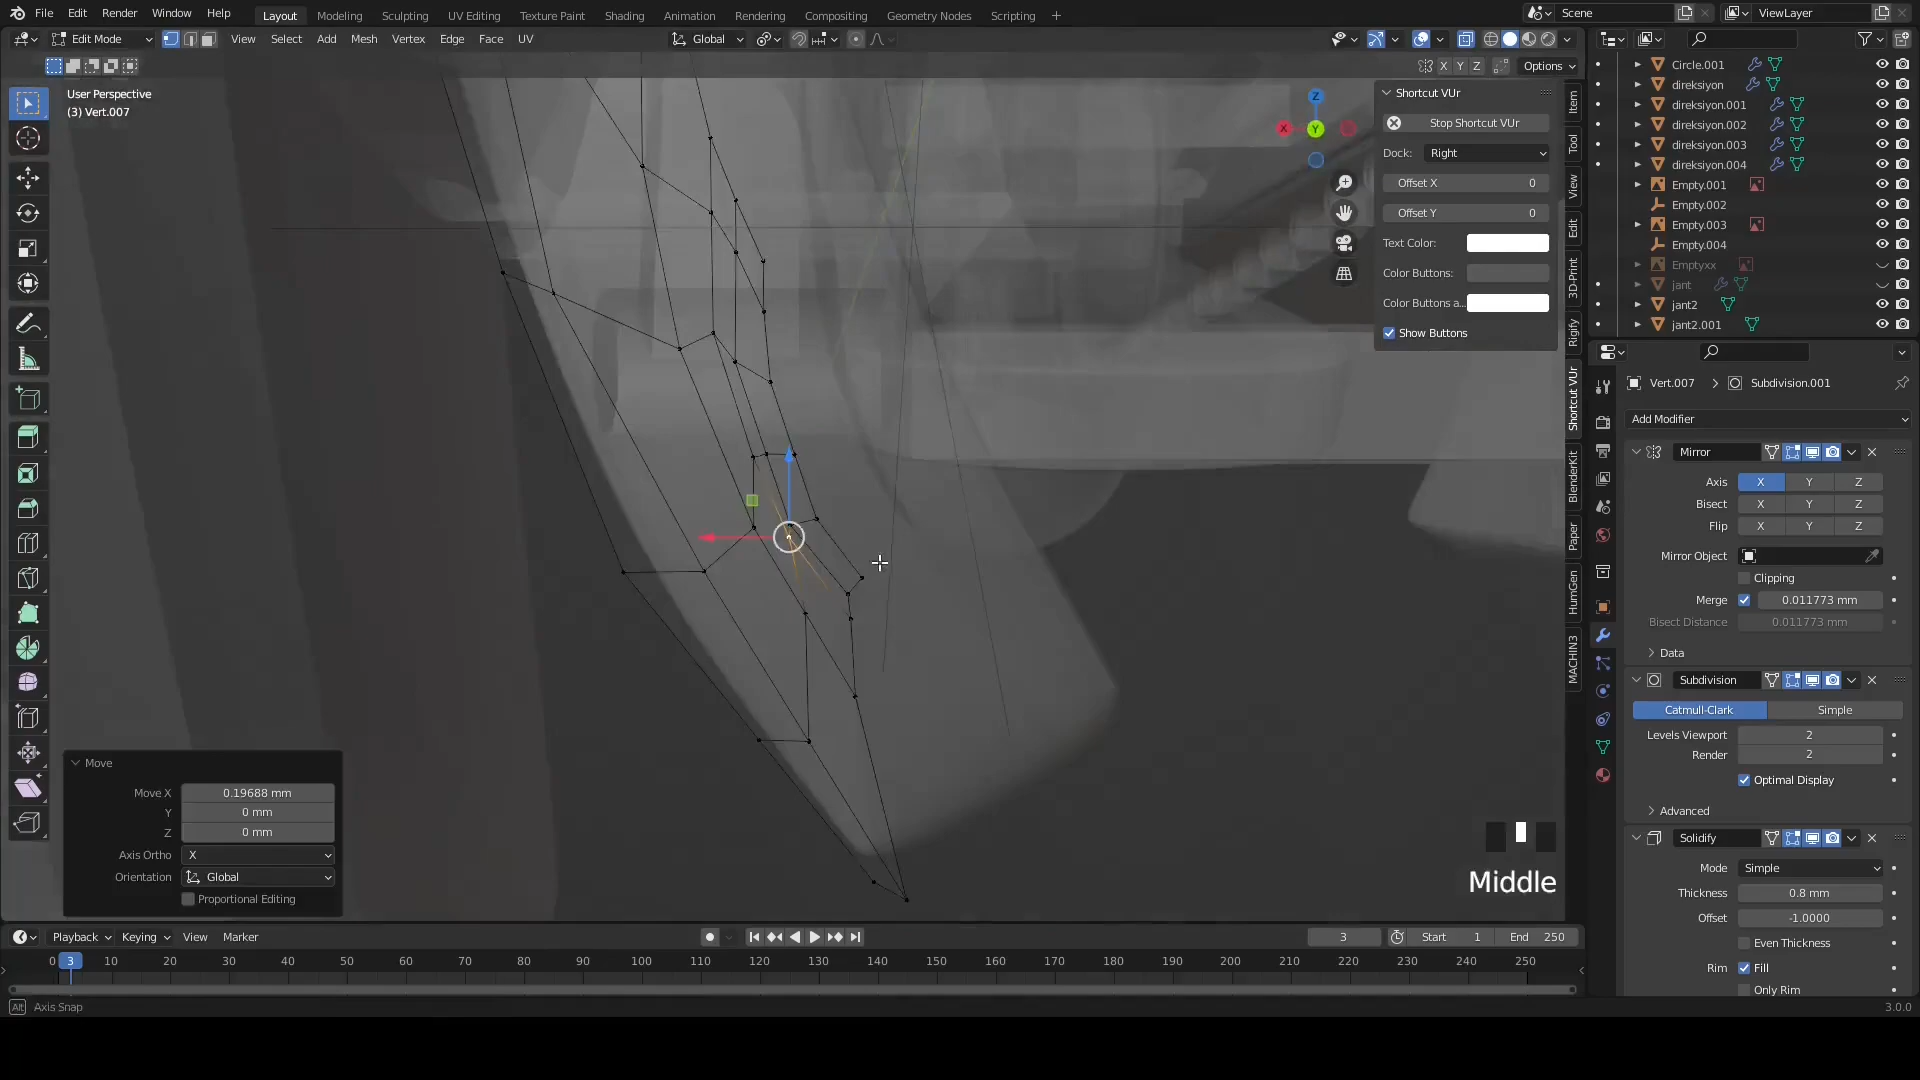 File Edit Render Window Help Layout Modeling Sculpting UV Editing Texture Paint Shading Animation Rendering Compositing Geometry Nodes Scripting + Scene ViewLayer
Edit Mode View Select Add Mesh Vertex Edge Face UV Global
X Y Z Options
User Perspective
(3) Vert.007
Z
X
Y
Shortcut VUr
Stop Shortcut VUr
Dock: Right
Offset X 0
Offset Y 0
Text Color:
Color Buttons:
Color Buttons a...
Show Buttons
Item
Tool
View
Edit
3D-Print
Rigify
Shortcut VUr
BlenderKit
Paper
HumGen
MACHIN3
Circle.001
direksiyon
direksiyon.001
direksiyon.002
direksiyon.003
direksiyon.004
Empty.001
Empty.002
Empty.003
Empty.004
Emptyxx
jant
jant2
jant2.001
Vert.007 > Subdivision.001
Add Modifier
Mirror
Axis X Y Z
Bisect X Y Z
Flip X Y Z
Mirror Object
Clipping
Merge 0.011773 mm
Bisect Distance 0.011773 mm
Data
Subdivision
Catmull-Clark Simple
Levels Viewport 2
Render 2
Optimal Display
Advanced
Solidify
Mode Simple
Thickness 0.8 mm
Offset -1.0000
Even Thickness
Rim Fill
Only Rim
Move
Move X 0.19688 mm
Y 0 mm
Z 0 mm
Axis Ortho X
Orientation Global
Proportional Editing
Middle
Playback Keying View Marker 3 Start 1 End 250
0 3 10 20 30 40 50 60 70 80 90 100 110 120 130 140 150 160 170 180 190 200 210 220 230 240 250
Alt Axis Snap 3.0.0